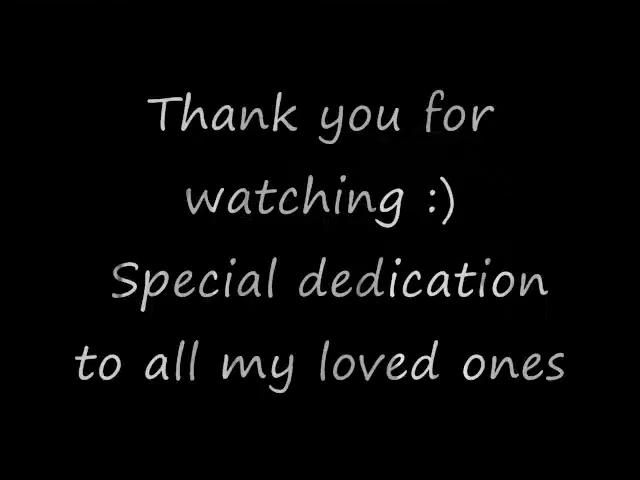 Thank you for
watching :)
Special dedication
to all my loved ones